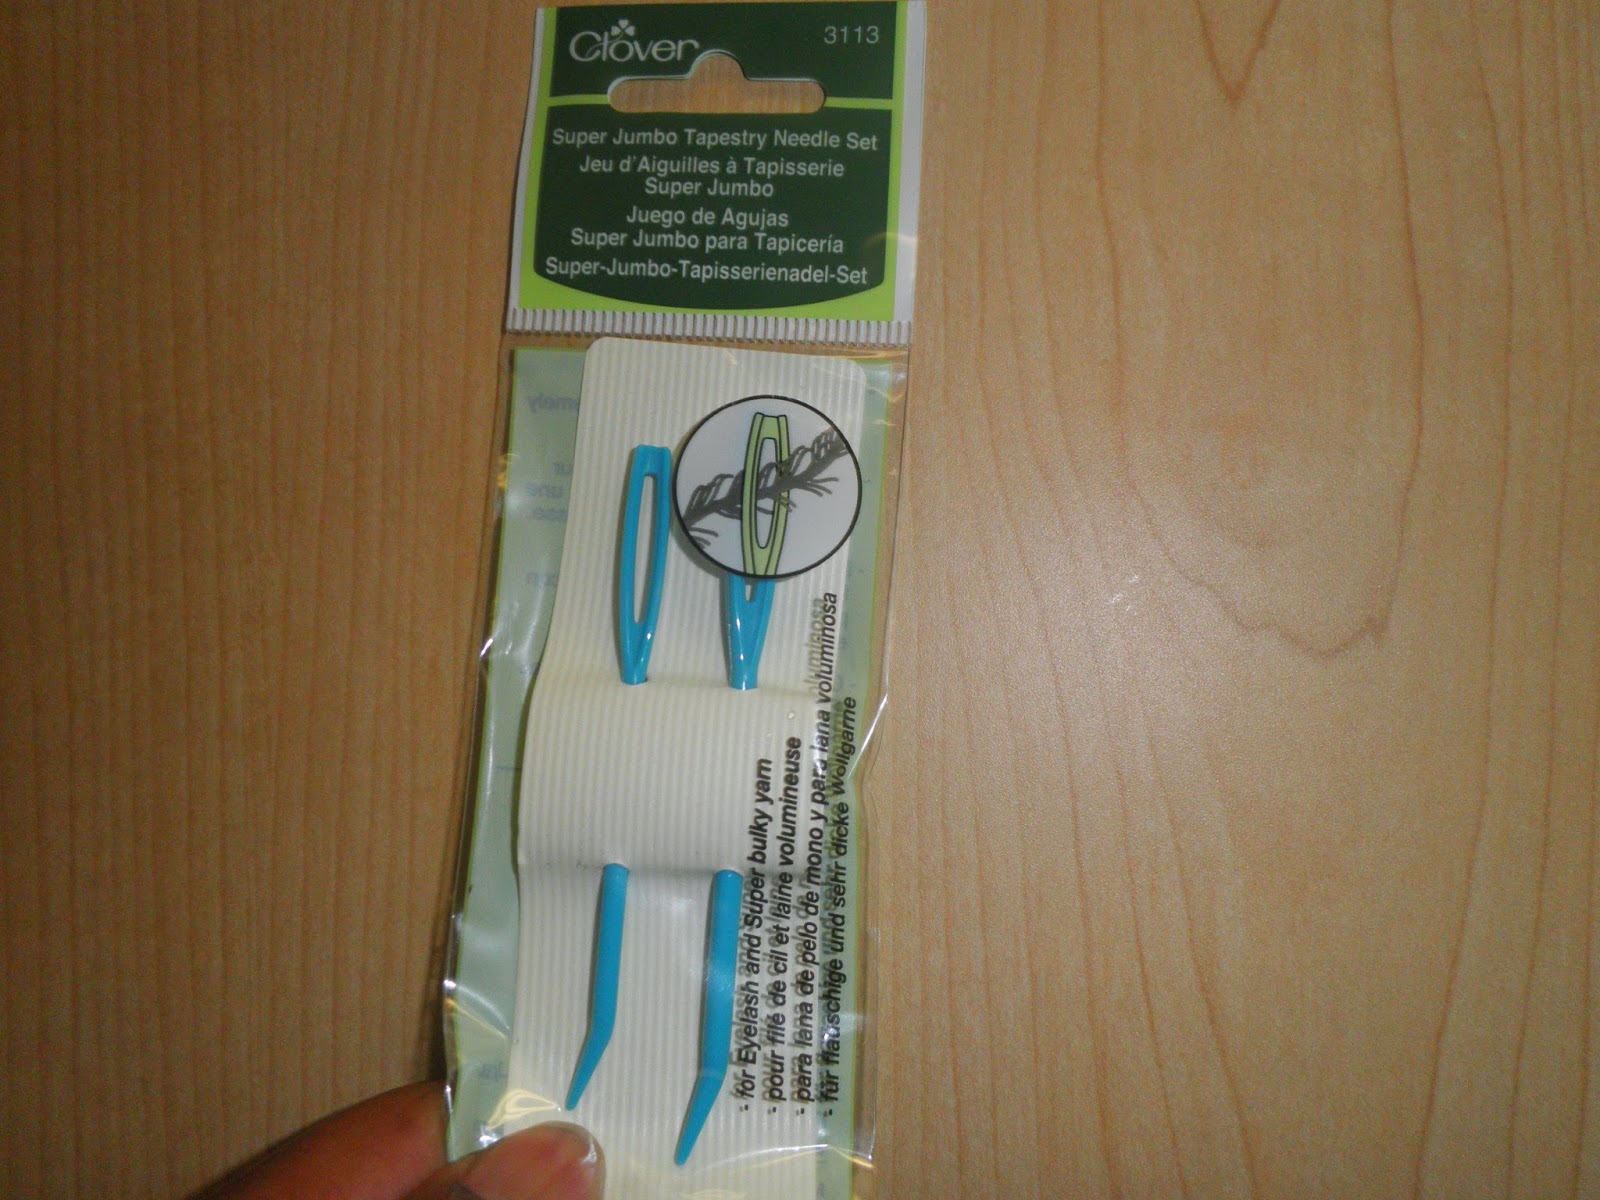 Clover
3113
Super Jumbo Tapestry Needle Set
Jeu d'Aiguilles à Tapisserie
Super Jumbo
Juego de Agujas
Super Jumbo para Tapicería
Super-Jumbo-Tapisserienadel-Set
- for Eyelash and Super bulky yarn
- pour filé de cil et laine volumineuse
- para lana de pelo de mono y para lana voluminosa
- für flauschige und sehr dicke Wollgarne